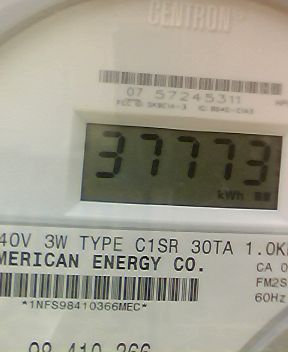 CENTRON
07 57245311
37773
kWh
40V 3W TYPE C1SR 30TA 1.0K
MERICAN ENERGY CO.
CA 0
FM2S
60Hz
*1NFS98410366MEC*
98 410 366